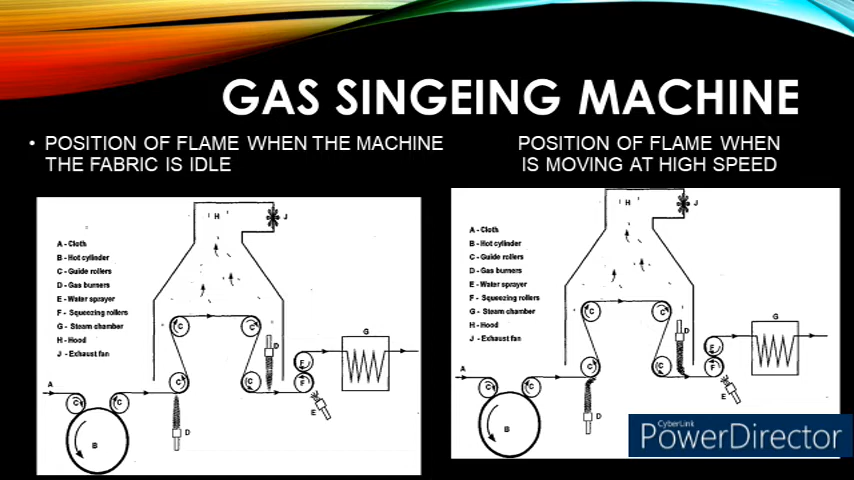 GAS SINGEING MACHINE
• POSITION OF FLAME WHEN THE MACHINE
THE FABRIC IS IDLE
POSITION OF FLAME WHEN
IS MOVING AT HIGH SPEED
H
J
A - Cloth
B - Hot cylinder
C - Guide rollers
D - Gas burners
E - Water sprayer
F - Squeezing rollers
G - Steam chamber
H - Hood
J - Exhaust fan
C
C
D
G
F
F
C
C
A
C
C
E
D
B
H
J
A - Cloth
B - Hot cylinder
C - Guide rollers
D - Gas burners
E - Water sprayer
F - Squeezing rollers
G - Steam chamber
H - Hood
J - Exhaust fan
C
C
G
D
F
F
A
C
C
C
C
E
D
B
CyberLink
PowerDirector